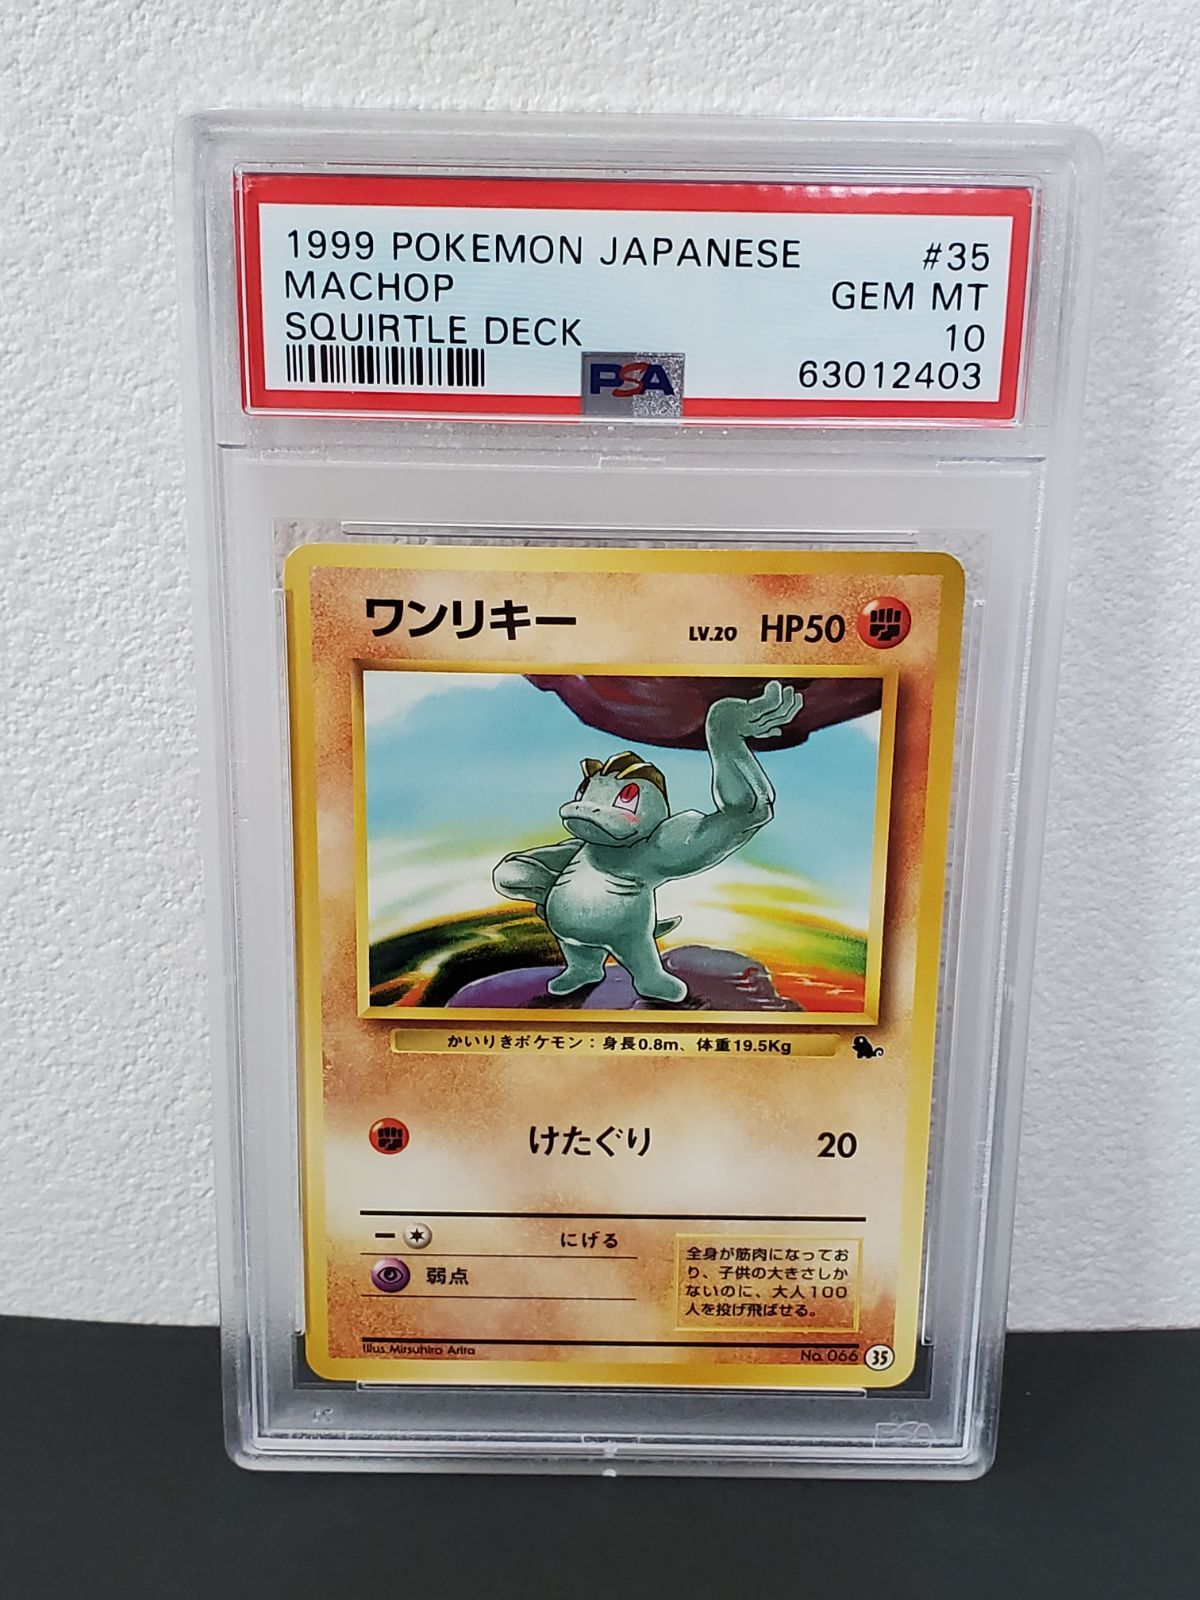 1999 POKEMON JAPANESE #35
MACHOP GEM MT
SQUIRTLE DECK 10
PSA 63012403
ワンリキー LV.20 HP50
かいりきポケモン：身長0.8m、体重19.5Kg
けたぐり 20
にげる
弱点
全身が筋肉になってお
り、子供の大きさしか
ないのに、大人100
人を投げ飛ばせる。
Illus. Mitsuhiro Arita No. 066 35
PSA